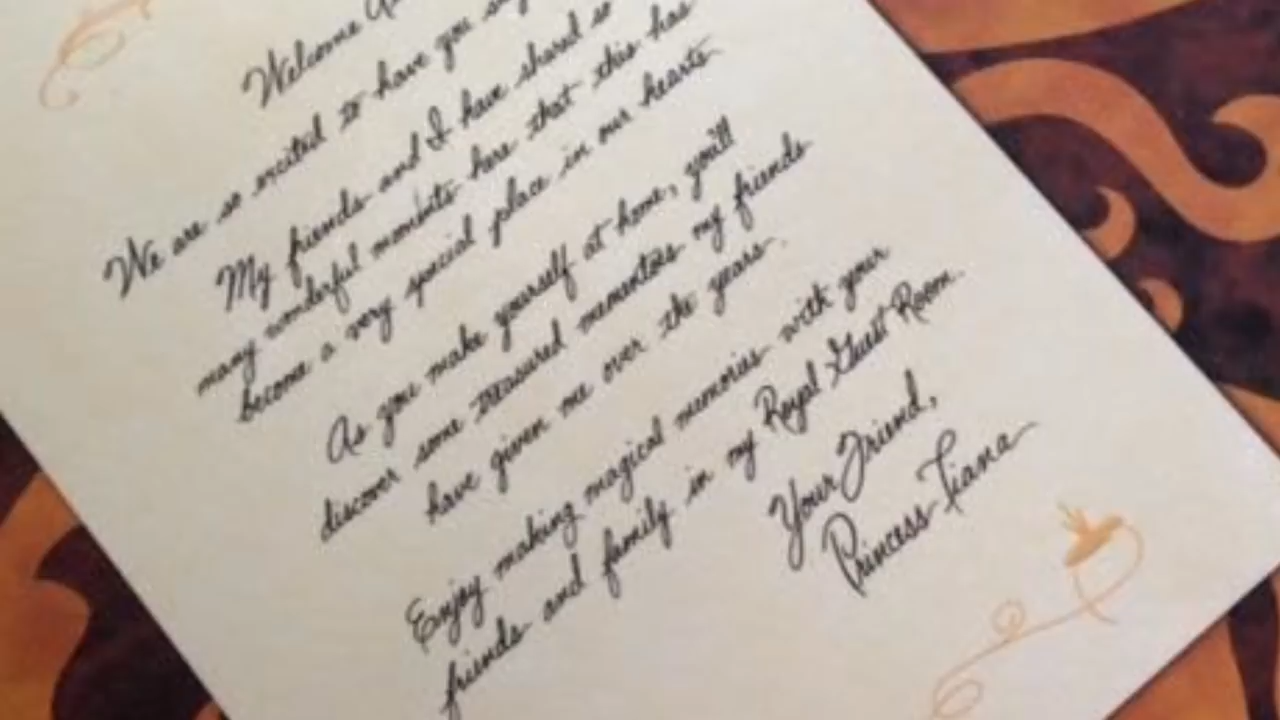 Welcome
We are so excited to have you
My friends and I have shared so
many wonderful moments here that this has
become a very special place in our hearts
As you make yourself at home, you'll
discover some treasured mementos my friends
have given me over the years.
Enjoy making magical memories with your
friends and family in my Royal Guest Room.
Your Friend,
Princess Tiana